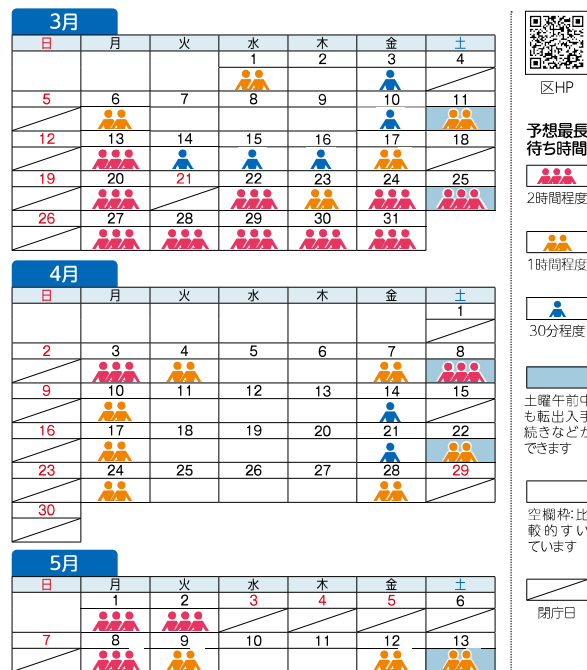 3月
日 月 火 水 木 金 土
1 2 3 4
5 6 7 8 9 10 11
12 13 14 15 16 17 18
19 20 21 22 23 24 25
26 27 28 29 30 31
4月
日 月 火 水 木 金 土
1
2 3 4 5 6 7 8
9 10 11 12 13 14 15
16 17 18 19 20 21 22
23 24 25 26 27 28 29
30
5月
日 月 火 水 木 金 土
1 2 3 4 5 6
7 8 9 10 11 12 13
区HP
予想最長
待ち時間
2時間程度
1時間程度
30分程度
土曜午前中
も転出入手
続きなどが
できます
空欄枠:比
較的すい
ています
閉庁日